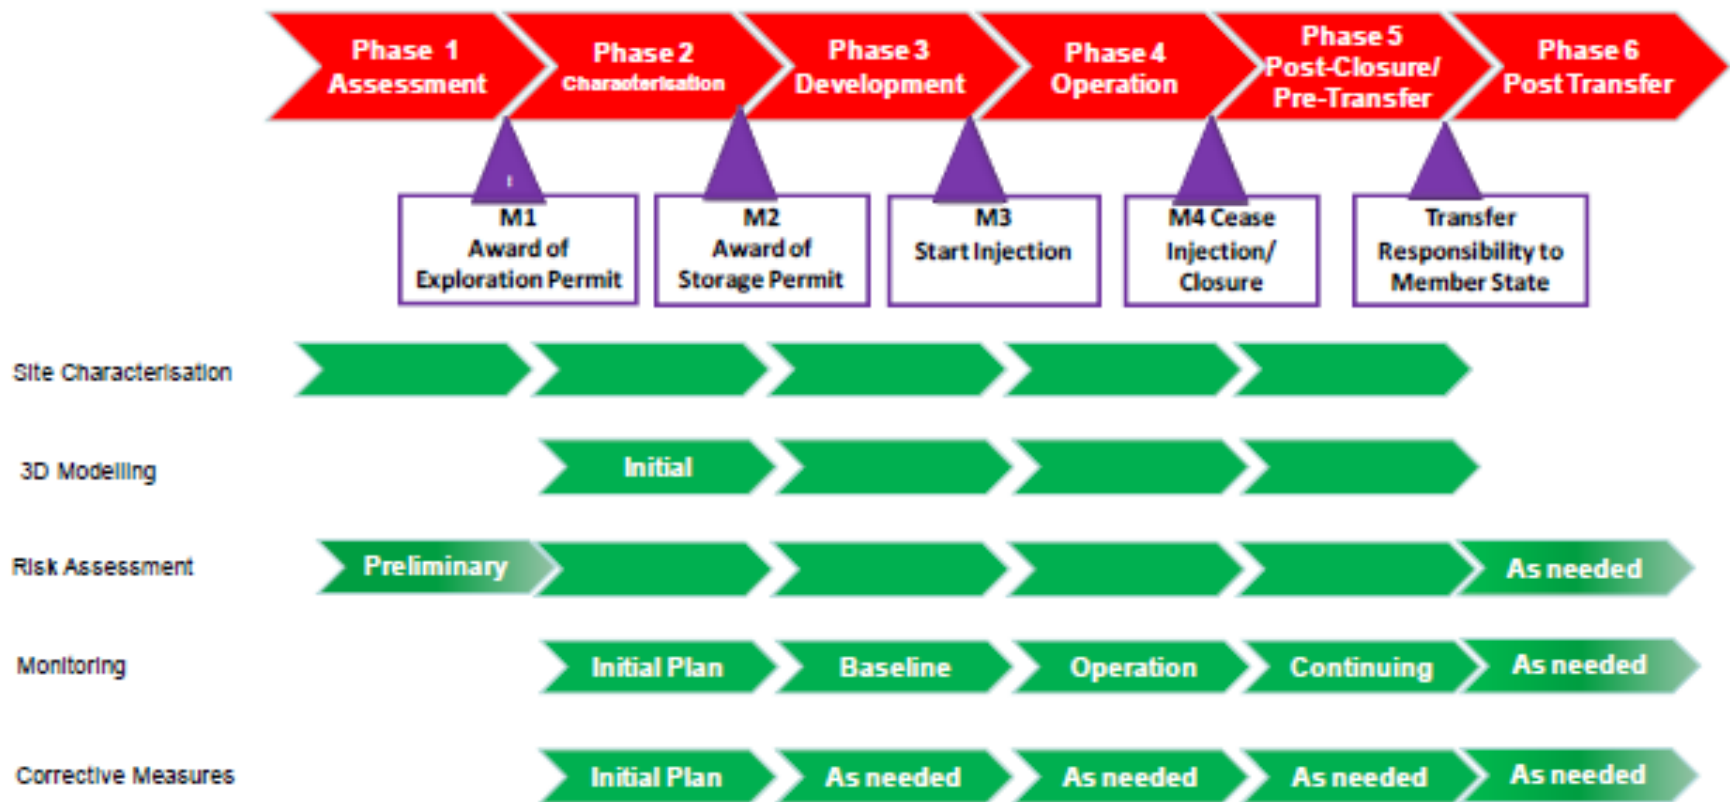 Phase 1
Assessment
Phase 2
Characterisation
Phase 3
Development
Phase 4
Operation
Phase 5
Post-Closure/
Pre-Transfer
Phase 6
Post Transfer
M1
Award of
Exploration Permit
M2
Award of
Storage Permit
M3
Start Injection
M4 Cease
Injection/
Closure
Transfer
Responsibility to
Member State
Site Characterisation
3D Modelling
Initial
Risk Assessment
Preliminary
As needed
Monitoring
Initial Plan
Baseline
Operation
Continuing
As needed
Corrective Measures
Initial Plan
As needed
As needed
As needed
As needed